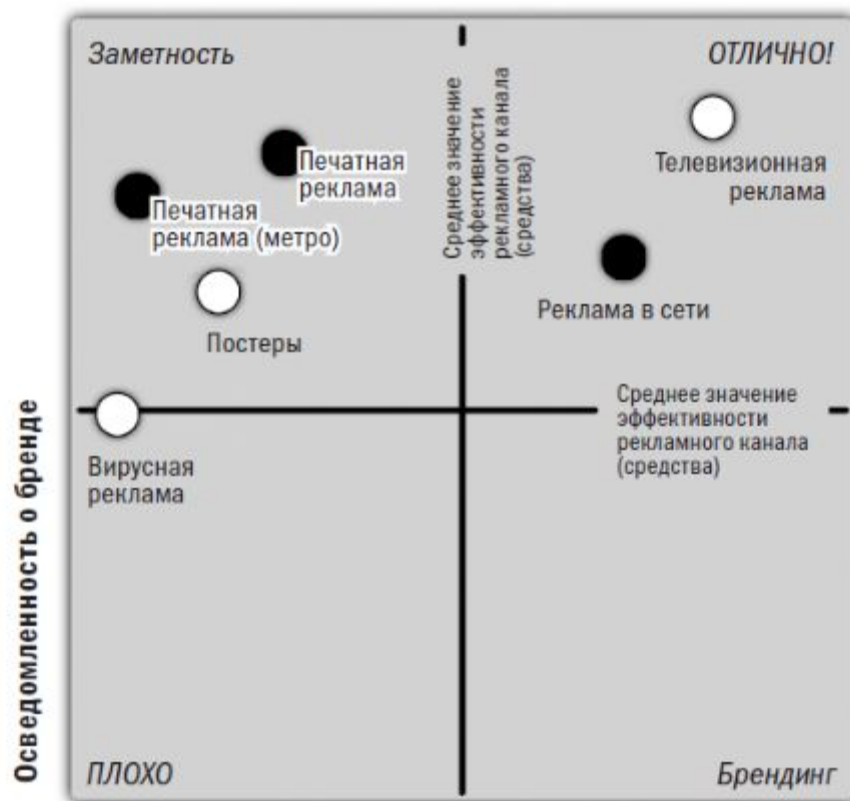 Заметность
ОТЛИЧНО!
Среднее значение
эффективности
рекламного канала
(средства)
Печатная
реклама
Телевизионная
реклама
Печатная
реклама (метро)
Реклама в сети
Постеры
Среднее значение
эффективности
рекламного канала
(средства)
Вирусная
реклама
Осведомленность о бренде
ПЛОХО
Брендинг